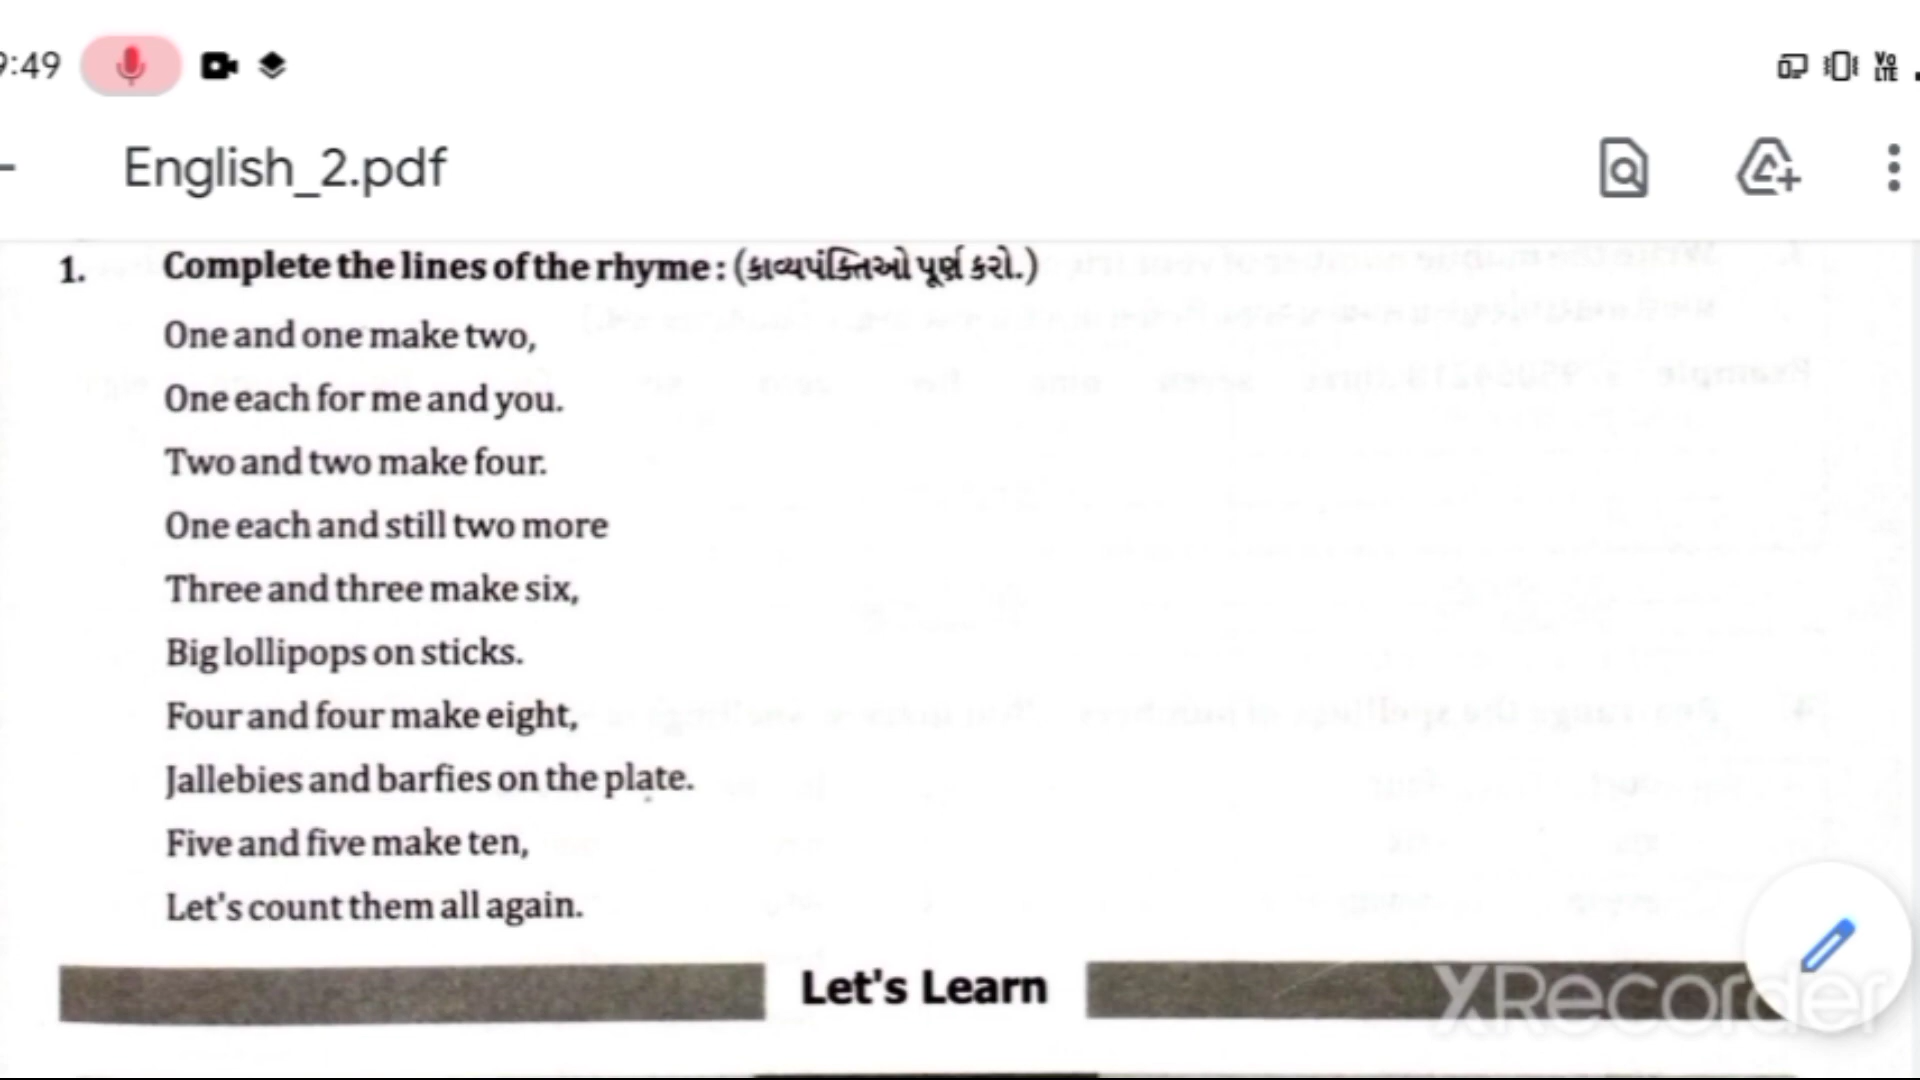 9:49
English_2.pdf
1. Complete the lines of the rhyme : (કાવ્યપંક્તિઓ પૂર્ણ કરો.)
One and one make two,
One each for me and you.
Two and two make four.
One each and still two more
Three and three make six,
Big lollipops on sticks.
Four and four make eight,
Jallebies and barfies on the plate.
Five and five make ten,
Let's count them all again.
Let's Learn
XRecorder